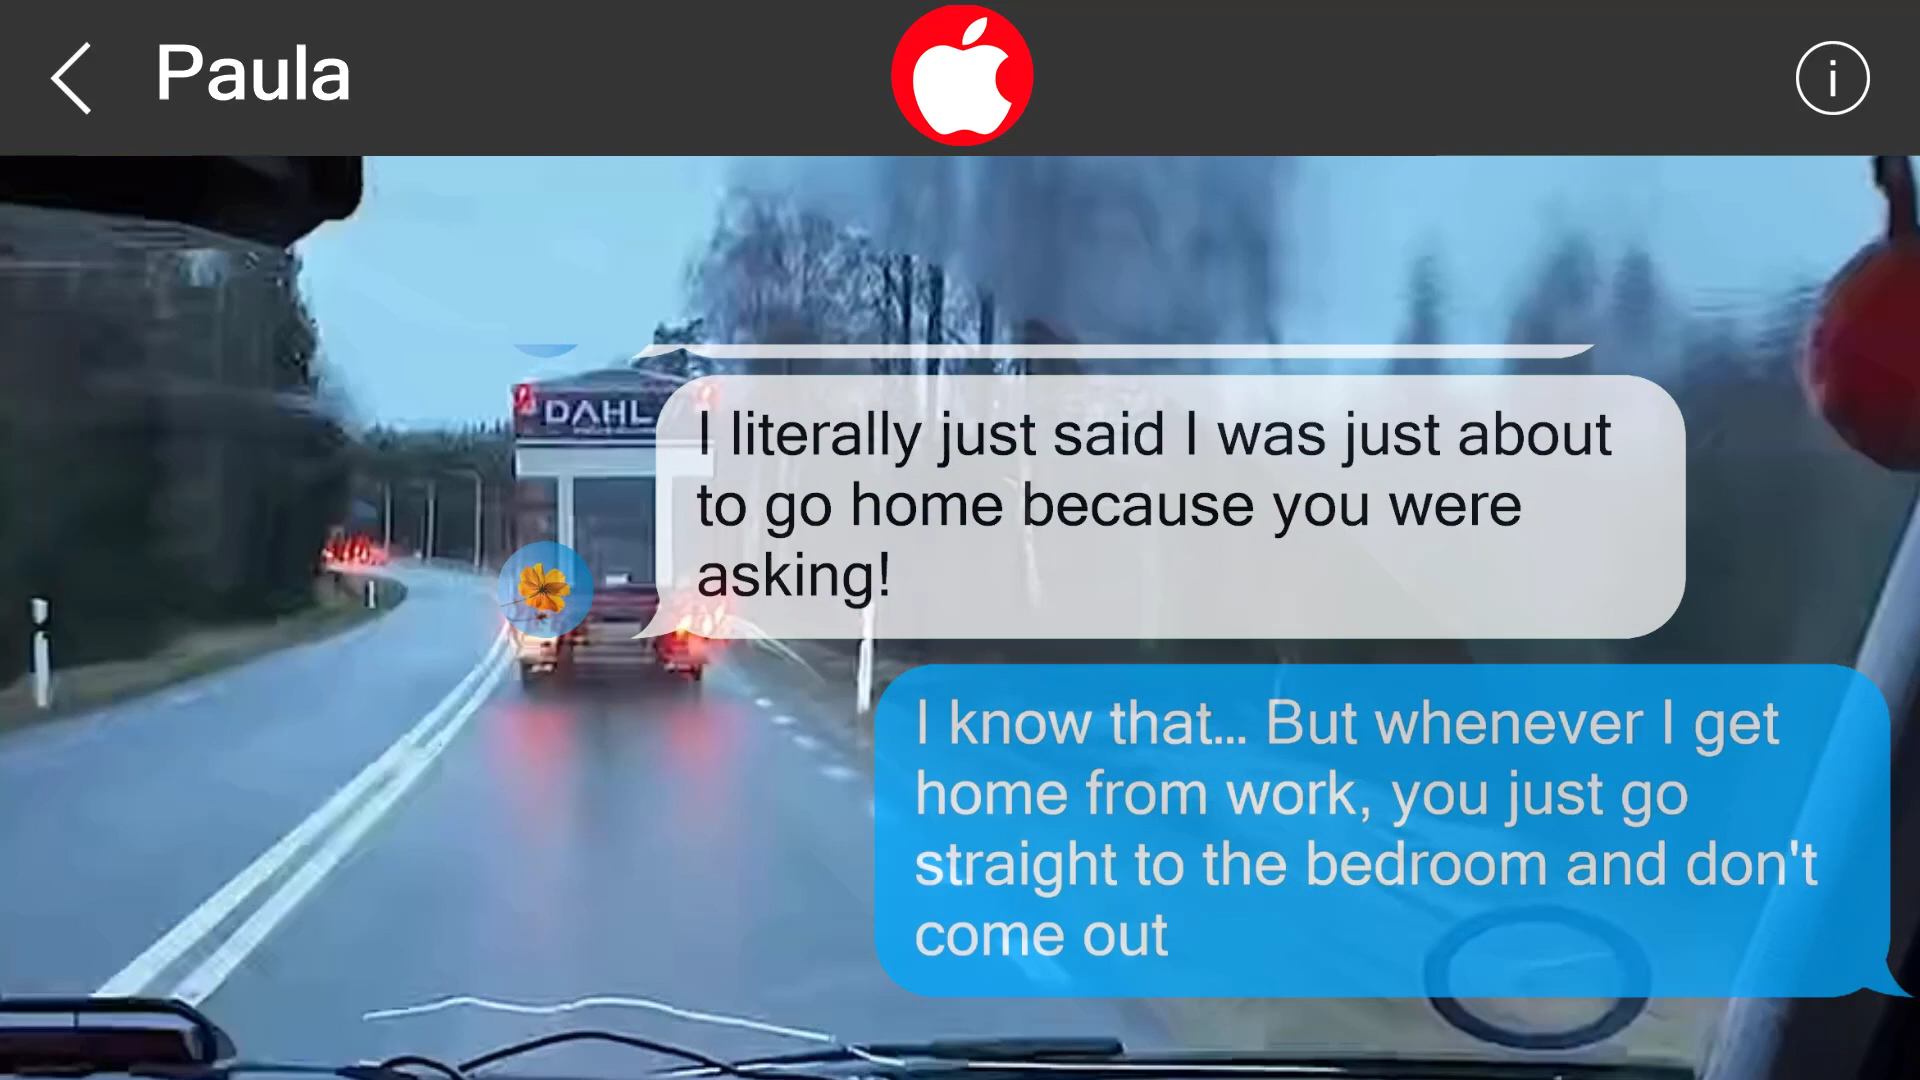 Paula
i
DAHL
I literally just said I was just about
to go home because you were
asking!
I know that... But whenever I get
home from work, you just go
straight to the bedroom and don't
come out